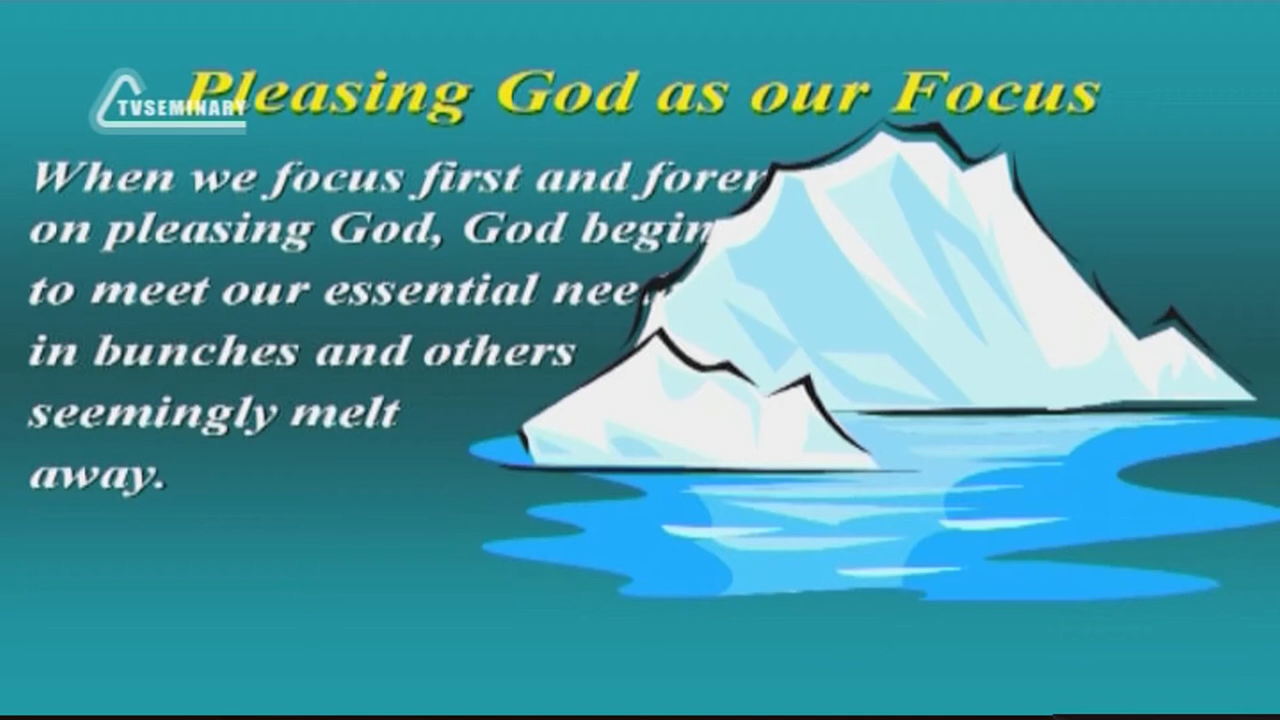 Pleasing God as our Focus
TVSEMINARY
When we focus first and
on pleasing God, God
to meet our essential
in bunches and others
seemingly melt
away.